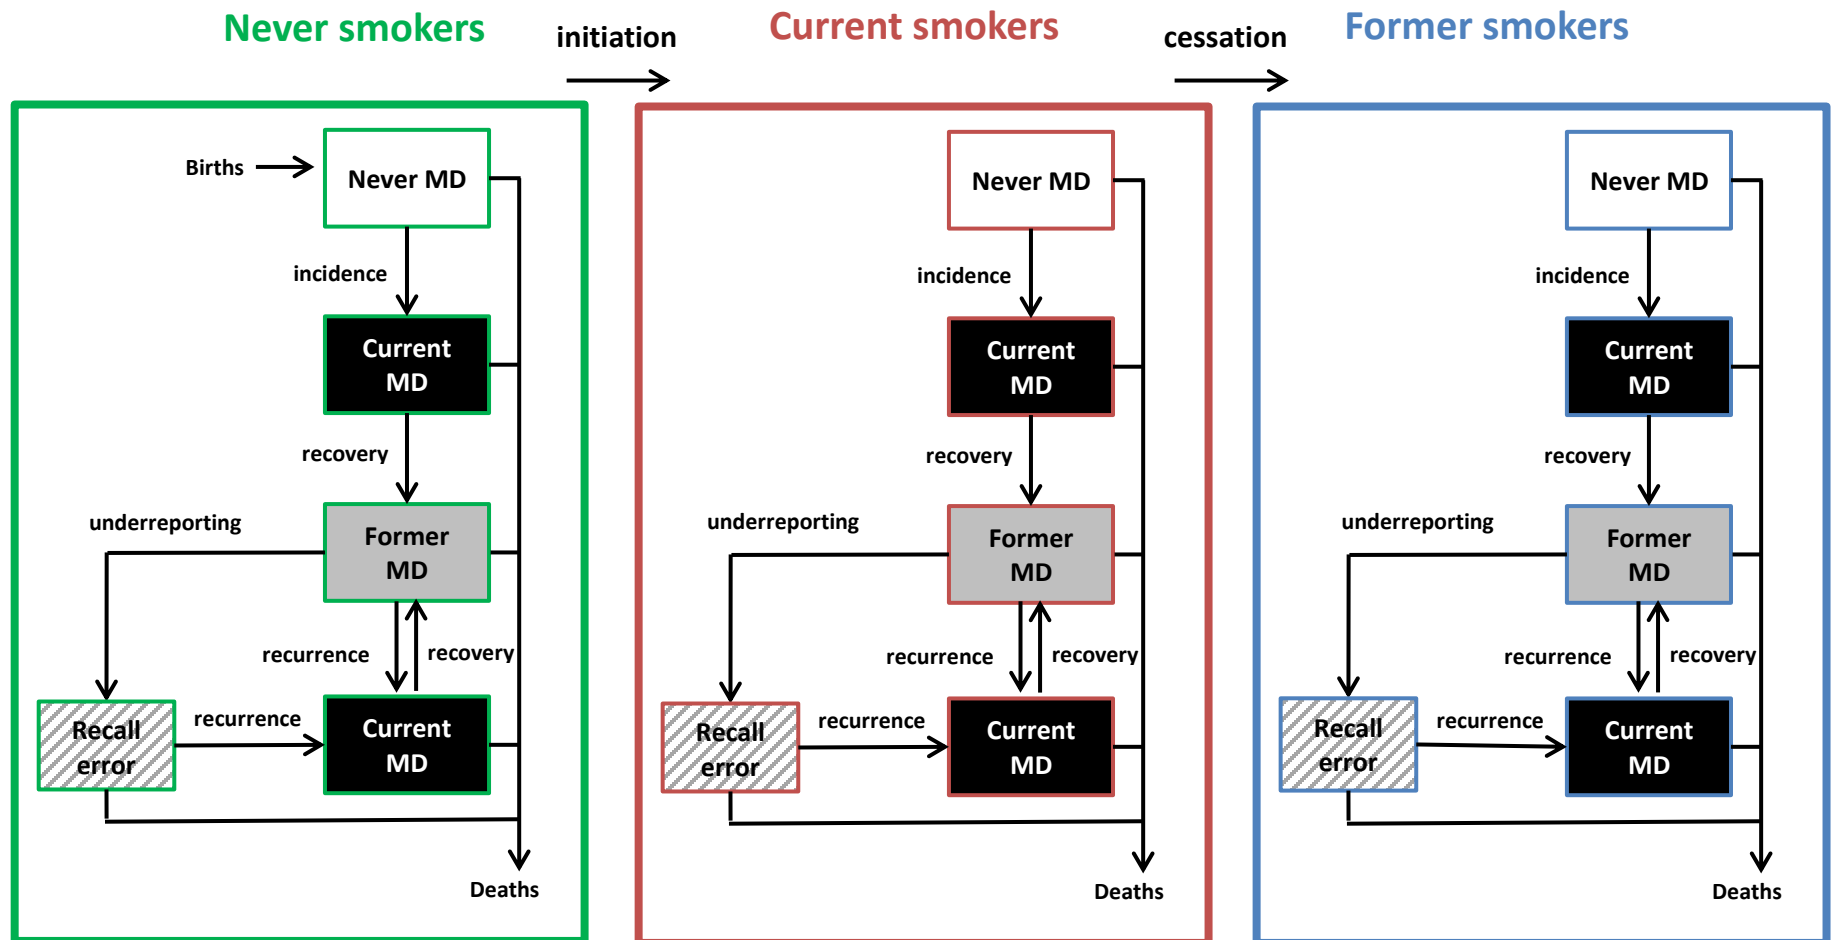 Never smokers
initiation
Current smokers
cessation
Former smokers
Births
Never MD
incidence
Current
MD
recovery
underreporting
Former
MD
recurrence
recovery
Recall
error
recurrence
Current
MD
Deaths
Never MD
incidence
Current
MD
recovery
underreporting
Former
MD
recurrence
recovery
Recall
error
recurrence
Current
MD
Deaths
Never MD
incidence
Current
MD
recovery
underreporting
Former
MD
recurrence
recovery
Recall
error
recurrence
Current
MD
Deaths